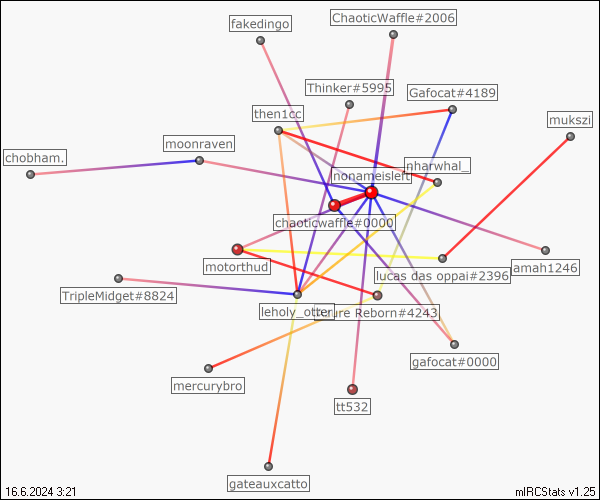 ChaoticWaffle#2006
fakedingo
Thinker#5995
Gafocat#4189
then1cc
mukszi
moonraven
chobham.
nharwhal_
nonameisleft
chaoticwaffle#0000
motorthud
amah1246
lucas das oppai#2396
TripleMidget#8824
leholy_otter
Reborn#4243
gafocat#0000
mercurybro
tt532
gateauxcatto
16.6.2024 3:21
mIRCStats v1.25